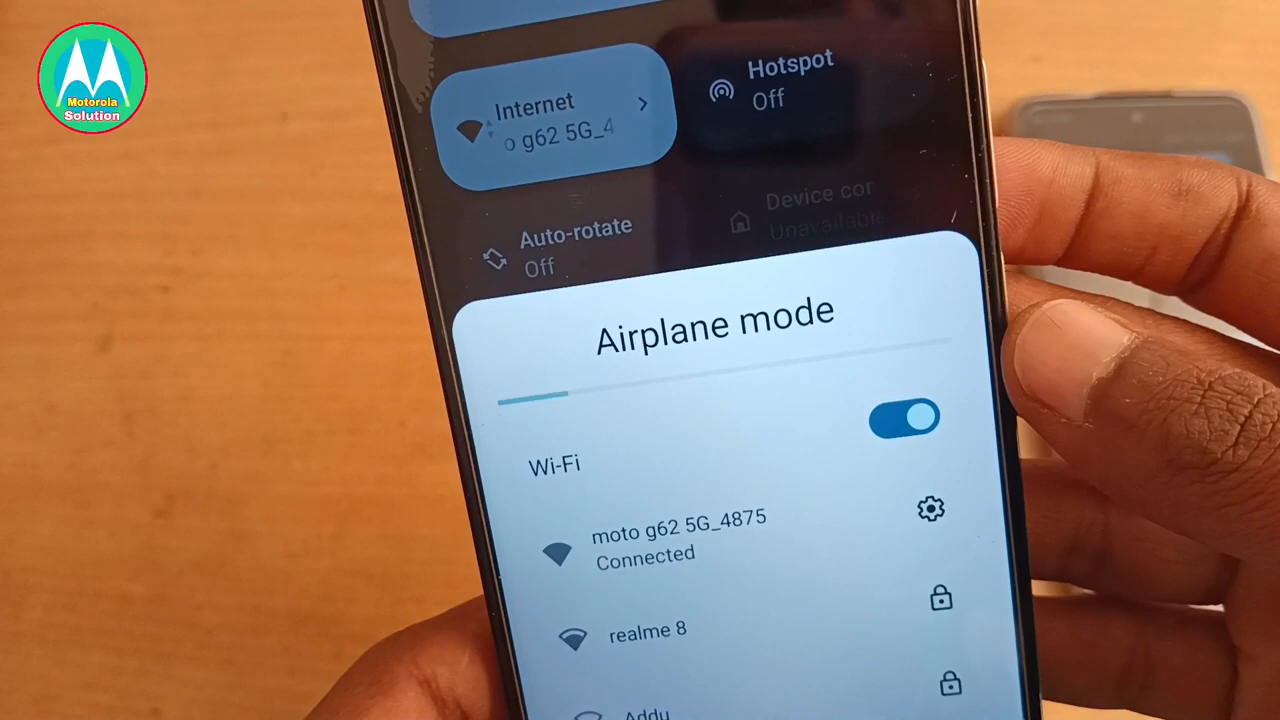 Motorola
Solution
Internet
o g62 5G_4
Hotspot
Off
Auto-rotate
Off
Device cor
Unavailable
Airplane mode
Wi-Fi
moto g62 5G_4875
Connected
realme 8
Addu